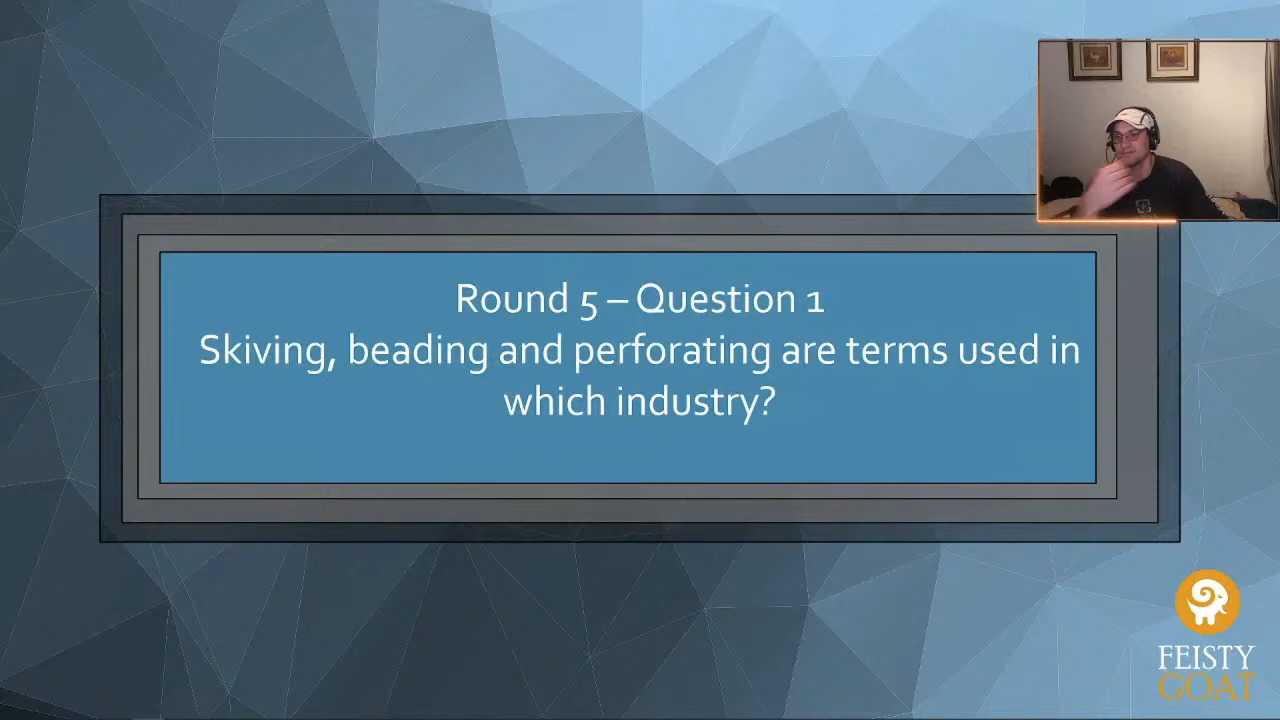 Round 5 – Question 1
Skiving, beading and perforating are terms used in
which industry?
FEISTY
GOAT